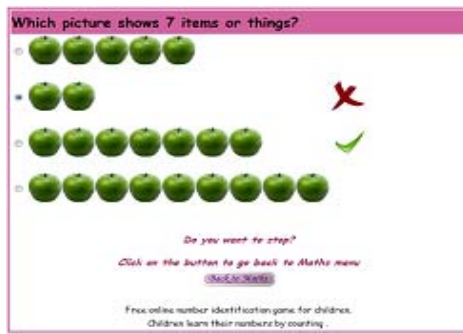 Which picture shows 7 items or things?
Do you want to stop?
Click on the button to go back to Maths menu
Back to Maths
Free online number identification game for children.
Children learn their numbers by counting .